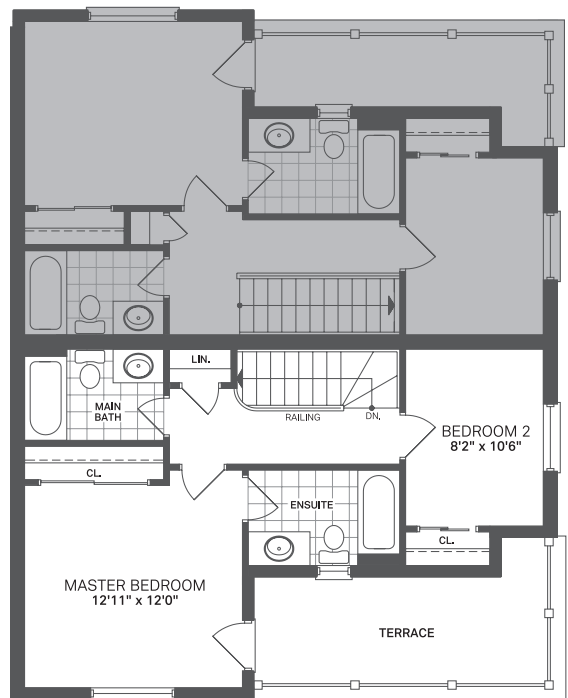 LIN.
MAIN
BATH
RAILING
DN.
BEDROOM 2
8'2" x 10'6"
CL.
ENSUITE
CL.
MASTER BEDROOM
12'11" x 12'0"
TERRACE